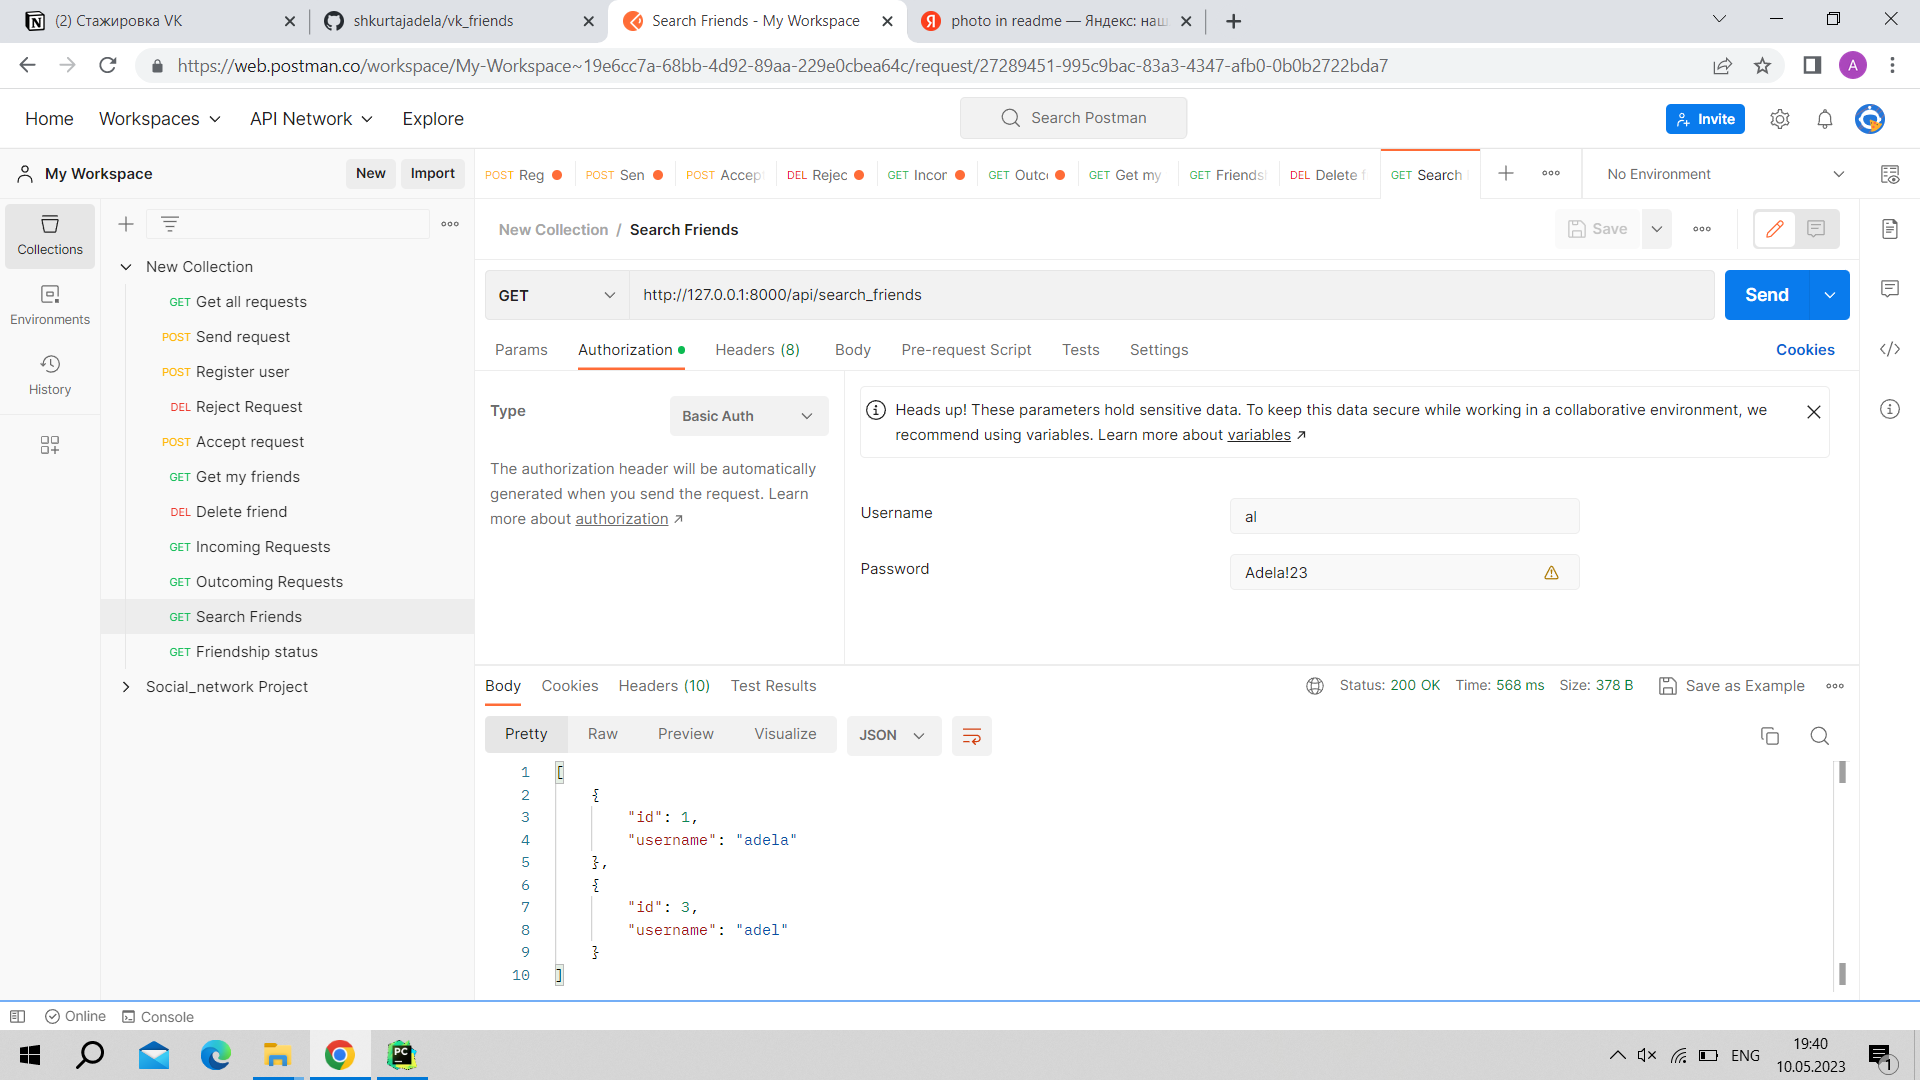 (2) Стажировка VK
shkurtajadela/vk_friends
Search Friends - My Workspace
photo in readme — Яндекс: наш
https://web.postman.co/workspace/My-Workspace~19e6cc7a-68bb-4d92-89aa-229e0cbea64c/request/27289451-995c9bac-83a3-4347-afb0-0b0b2722bda7
A
Home
Workspaces
API Network
Explore
Search Postman
Invite
My Workspace
New
Import
POST Reg
POST Sen
POST Accept
DEL Rejec
GET Incor
GET Outc
GET Get my
GET Friends
DEL Delete f
GET Search
No Environment
Collections
Environments
History
New Collection
GET Get all requests
POST Send request
POST Register user
DEL Reject Request
POST Accept request
GET Get my friends
DEL Delete friend
GET Incoming Requests
GET Outcoming Requests
GET Search Friends
GET Friendship status
Social_network Project
New Collection / Search Friends
Save
GET
http://127.0.0.1:8000/api/search_friends
Send
Params
Authorization
Headers (8)
Body
Pre-request Script
Tests
Settings
Cookies
Type
Basic Auth
The authorization header will be automatically
generated when you send the request. Learn
more about authorization ↗
Heads up! These parameters hold sensitive data. To keep this data secure while working in a collaborative environment, we
recommend using variables. Learn more about variables ↗
Username
al
Password
Adela!23
Body
Cookies
Headers (10)
Test Results
Status: 200 OK
Time: 568 ms
Size: 378 B
Save as Example
Pretty
Raw
Preview
Visualize
JSON
1 [
2 {
3 "id": 1,
4 "username": "adela"
5 },
6 {
7 "id": 3,
8 "username": "adel"
9 }
10 ]
Online
Console
PC
ENG
19:40
10.05.2023
1